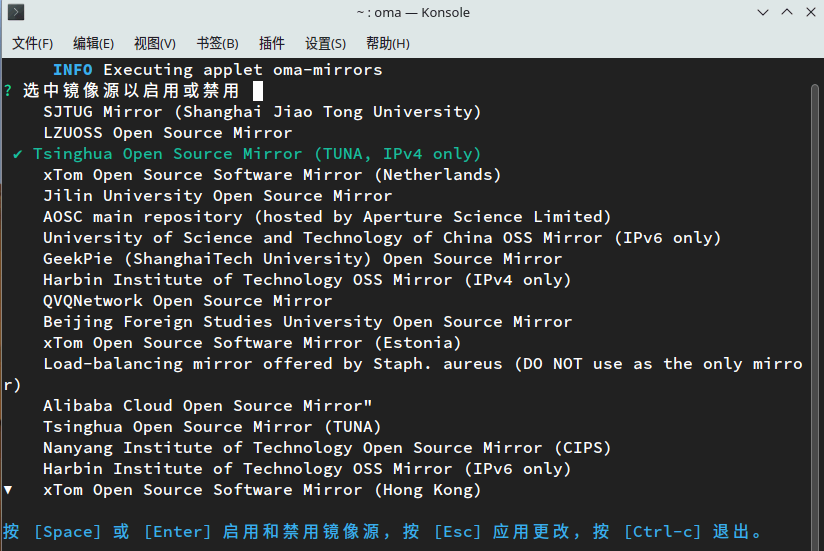 ~ : oma — Konsole
文件(F) 编辑(E) 视图(V) 书签(B) 插件 设置(S) 帮助(H)
INFO Executing applet oma-mirrors
? 选中镜像源以启用或禁用
SJTUG Mirror (Shanghai Jiao Tong University)
LZUOSS Open Source Mirror
✔ Tsinghua Open Source Mirror (TUNA, IPv4 only)
xTom Open Source Software Mirror (Netherlands)
Jilin University Open Source Mirror
AOSC main repository (hosted by Aperture Science Limited)
University of Science and Technology of China OSS Mirror (IPv6 only)
GeekPie (ShanghaiTech University) Open Source Mirror
Harbin Institute of Technology OSS Mirror (IPv4 only)
QVQNetwork Open Source Mirror
Beijing Foreign Studies University Open Source Mirror
xTom Open Source Software Mirror (Estonia)
Load-balancing mirror offered by Staph. aureus (DO NOT use as the only mirro
r)
Alibaba Cloud Open Source Mirror"
Tsinghua Open Source Mirror (TUNA)
Nanyang Institute of Technology Open Source Mirror (CIPS)
Harbin Institute of Technology OSS Mirror (IPv6 only)
▼ xTom Open Source Software Mirror (Hong Kong)
按 [Space] 或 [Enter] 启用和禁用镜像源，按 [Esc] 应用更改，按 [Ctrl-c] 退出。